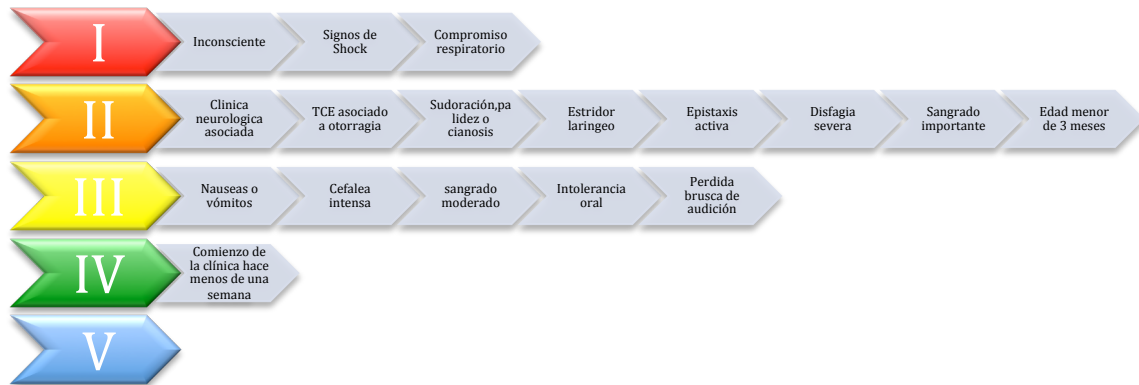 I
Inconsciente
Signos de
Shock
Compromiso
respiratorio
II
Clinica
neurologica
asociada
TCE asociado
a otorragia
Sudoración,pa
lidez o
cianosis
Estridor
laringeo
Epistaxis
activa
Disfagia
severa
Sangrado
importante
Edad menor
de 3 meses
III
Nauseas o
vómitos
Cefalea
intensa
sangrado
moderado
Intolerancia
oral
Perdida
brusca de
audición
IV
Comienzo de
la clínica hace
menos de una
semana
V